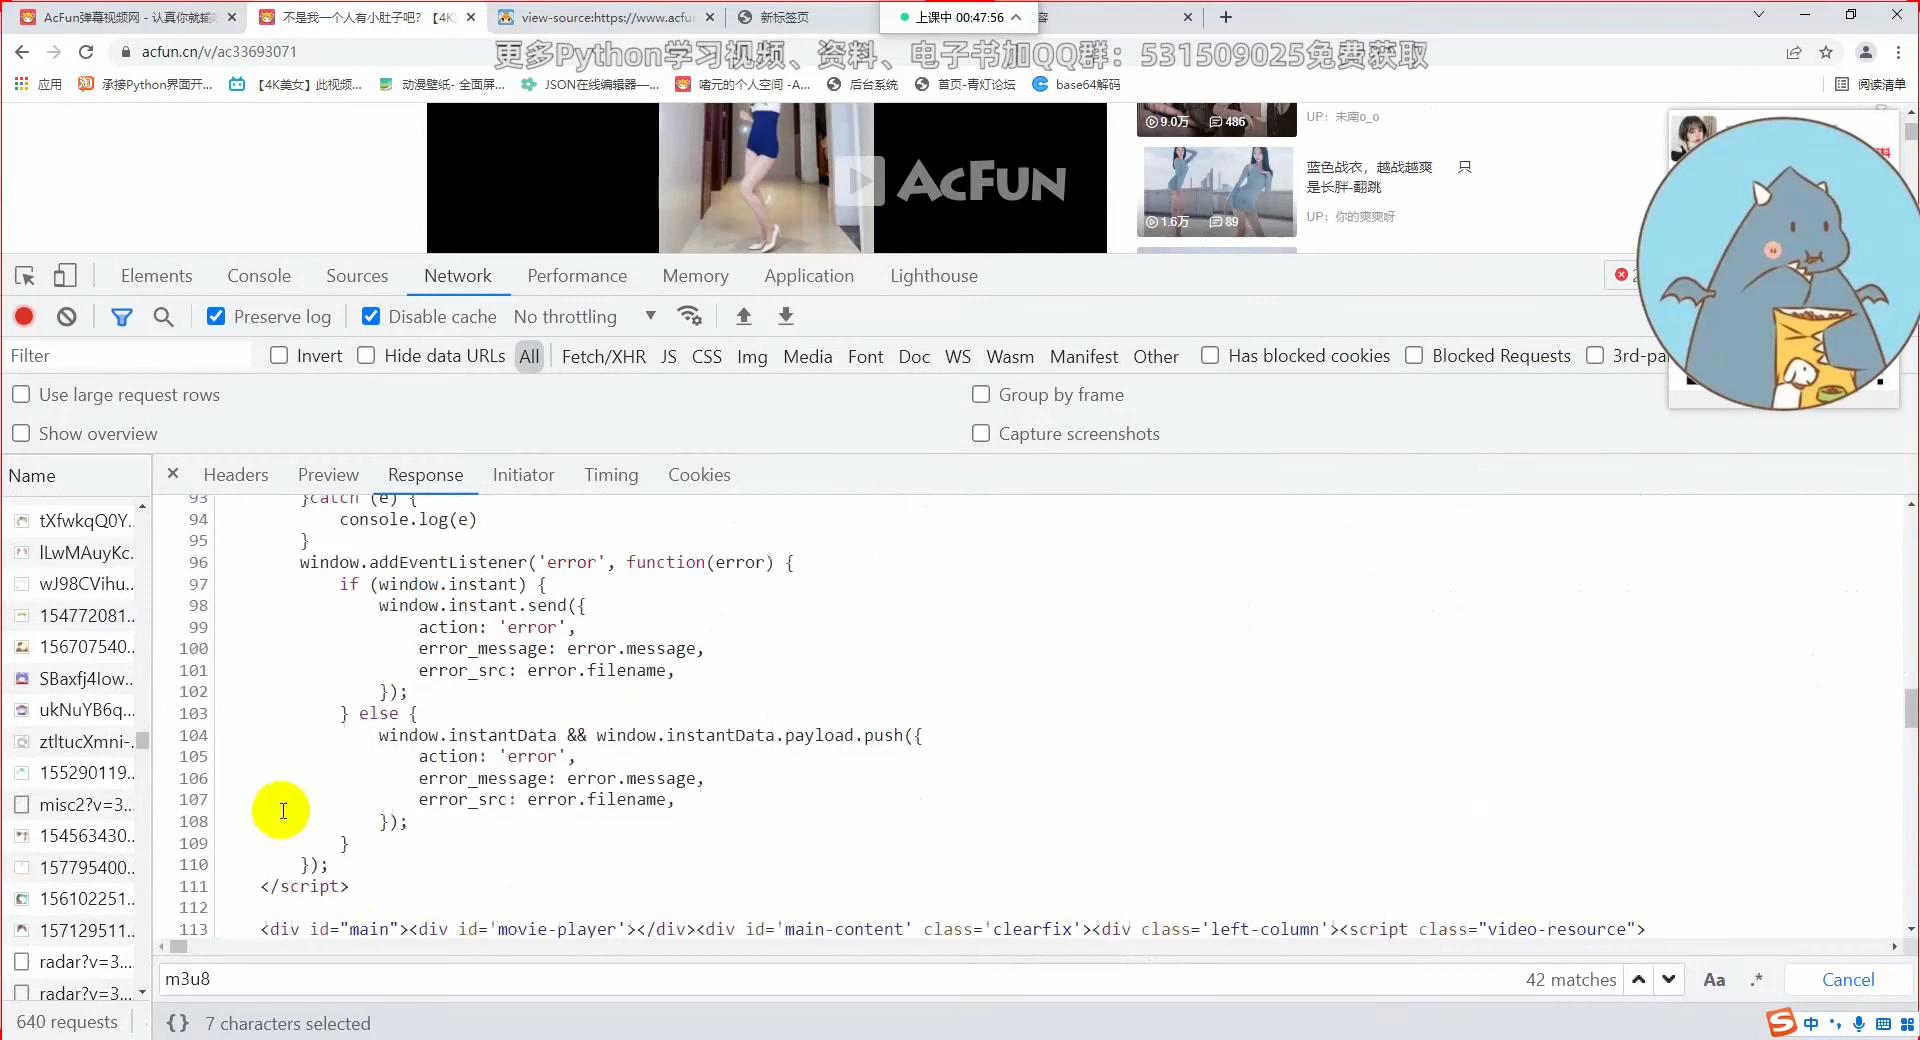 AcFun弹幕视频网 - 认真你就输
不是我一个人有小肚子吧？【4K
view-source:https://www.acfu
新标签页
上课中 00:47:56
容
acfun.cn/v/ac33693071
更多Python学习视频、资料、电子书加QQ群：531509025免费获取
应用
承接Python界面开...
【4K美女】此视频...
动漫壁纸- 全面屏...
JSON在线编辑器—...
啫元的个人空间 -A...
后台系统
首页-青灯论坛
base64解码
阅读清单
9.0万
486
UP：未南o_o
ACFUN
蓝色战衣，越战越爽 只
是长胖-翻跳
1.6万
89
UP：你的爽爽呀
Elements
Console
Sources
Network
Performance
Memory
Application
Lighthouse
Preserve log
Disable cache
No throttling
Filter
Invert
Hide data URLs
All
Fetch/XHR
JS
CSS
Img
Media
Font
Doc
WS
Wasm
Manifest
Other
Has blocked cookies
Blocked Requests
3rd-pa
Use large request rows
Group by frame
Show overview
Capture screenshots
Name
Headers
Preview
Response
Initiator
Timing
Cookies
tXfwkqQ0Y..
lLwMAuyKc..
wJ98CVihu..
154772081..
156707540..
SBaxfj4Iow..
ukNuYB6q...
ztltucXmni-..
155290119..
misc2?v=3...
154563430..
157795400..
156102251..
157129511..
radar?v=3....
radar?v=3....
93 }catch (e) {
94 console.log(e)
95 }
96 window.addEventListener('error', function(error) {
97 if (window.instant) {
98 window.instant.send({
99 action: 'error',
100 error_message: error.message,
101 error_src: error.filename,
102 });
103 } else {
104 window.instantData && window.instantData.payload.push({
105 action: 'error',
106 error_message: error.message,
107 error_src: error.filename,
108 });
109 }
110 });
111 </script>
112
113 <div id="main"><div id='movie-player'></div><div id='main-content' class='clearfix'><div class='left-column'><script class="video-resource">
m3u8
42 matches
Aa
.*
Cancel
640 requests
{} 7 characters selected
中